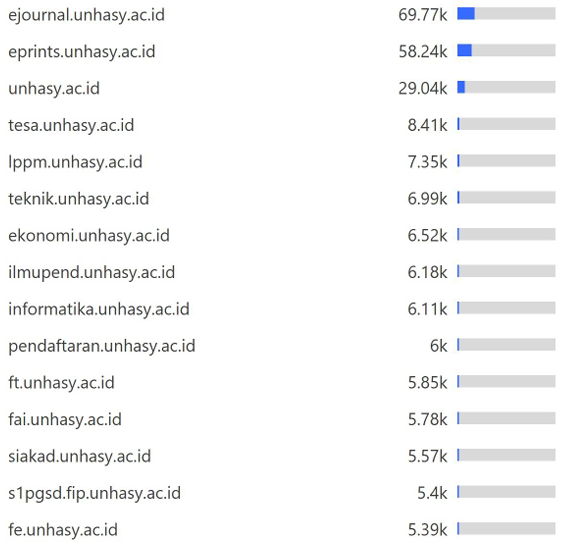 ejournal.unhasy.ac.id 69.77k
eprints.unhasy.ac.id 58.24k
unhasy.ac.id 29.04k
tesa.unhasy.ac.id 8.41k
lppm.unhasy.ac.id 7.35k
teknik.unhasy.ac.id 6.99k
ekonomi.unhasy.ac.id 6.52k
ilmupend.unhasy.ac.id 6.18k
informatika.unhasy.ac.id 6.11k
pendaftaran.unhasy.ac.id 6k
ft.unhasy.ac.id 5.85k
fai.unhasy.ac.id 5.78k
siakad.unhasy.ac.id 5.57k
s1pgsd.fip.unhasy.ac.id 5.4k
fe.unhasy.ac.id 5.39k